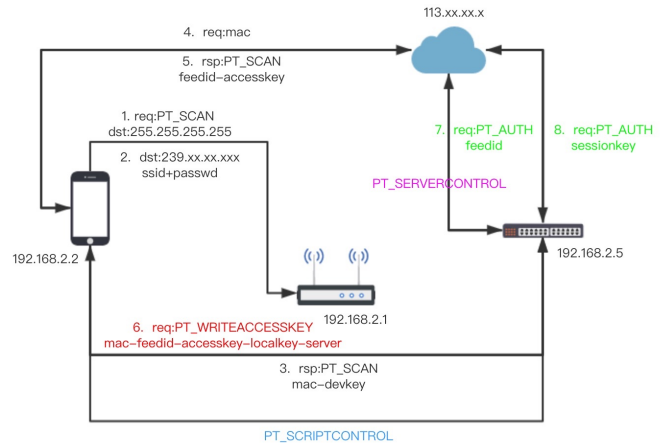 113.xx.xx.x
4. req:mac
5. rsp:PT_SCAN
feedid-accesskey
1. req:PT_SCAN
dst:255.255.255.255
2. dst:239.xx.xx.xxx
ssid+passwd
7. req:PT_AUTH
feedid
8. req:PT_AUTH
sessionkey
PT_SERVERCONTROL
192.168.2.2
192.168.2.5
192.168.2.1
6. req:PT_WRITEACCESSKEY
mac-feedid-accesskey-localkey-server
3. rsp:PT_SCAN
mac-devkey
PT_SCRIPTCONTROL